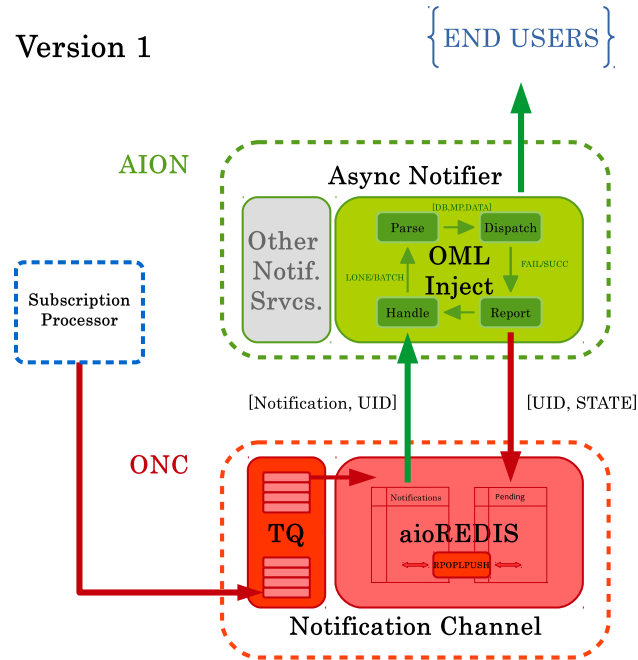 Version 1
{END USERS}
AION
Async Notifier
[DB,MP,DATA]
Parse
Dispatch
Other
Notif.
Srvcs.
OML
Inject
LONE/BATCH
FAIL/SUCC
Handle
Report
Subscription
Processor
[Notification, UID]
[UID, STATE]
ONC
Notifications
Pending
TQ
aioREDIS
RPOPLPUSH
Notification Channel